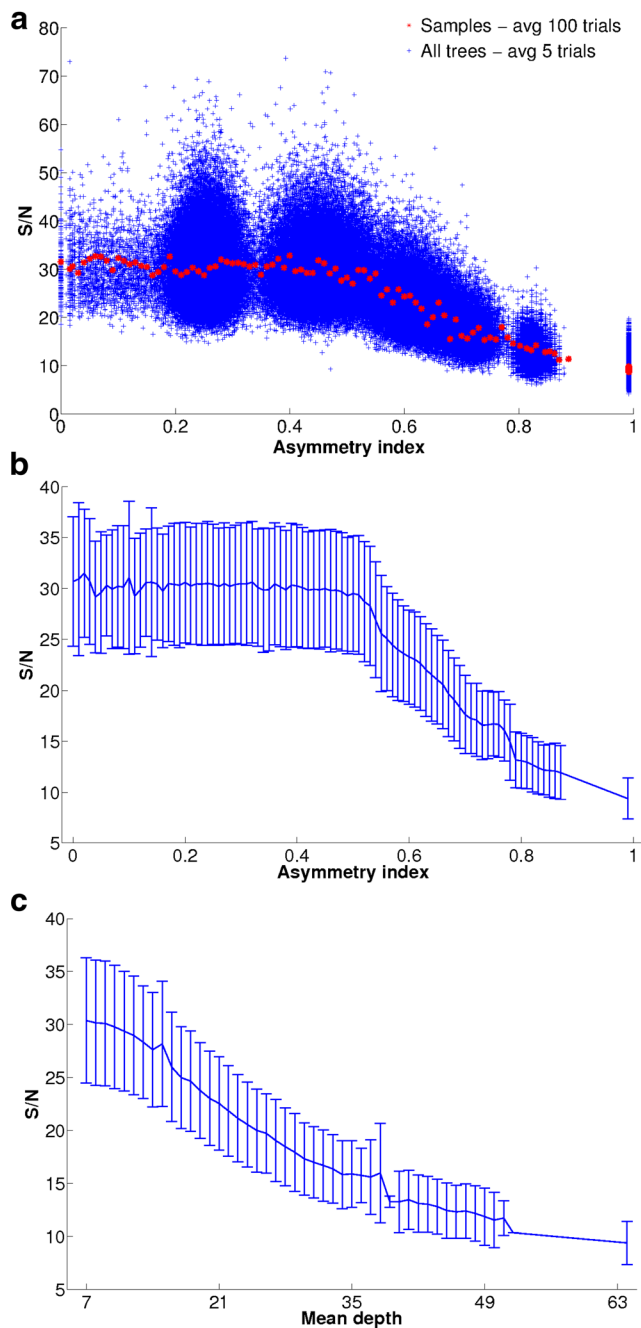 a
Samples – avg 100 trials
All trees – avg 5 trials
80
70
60
50
40
30
20
10
0
S/N
0 0.2 0.4 0.6 0.8 1
Asymmetry index
b
40
35
30
25
20
15
10
5
S/N
0 0.2 0.4 0.6 0.8 1
Asymmetry index
c
40
35
30
25
20
15
10
5
S/N
7 21 35 49 63
Mean depth